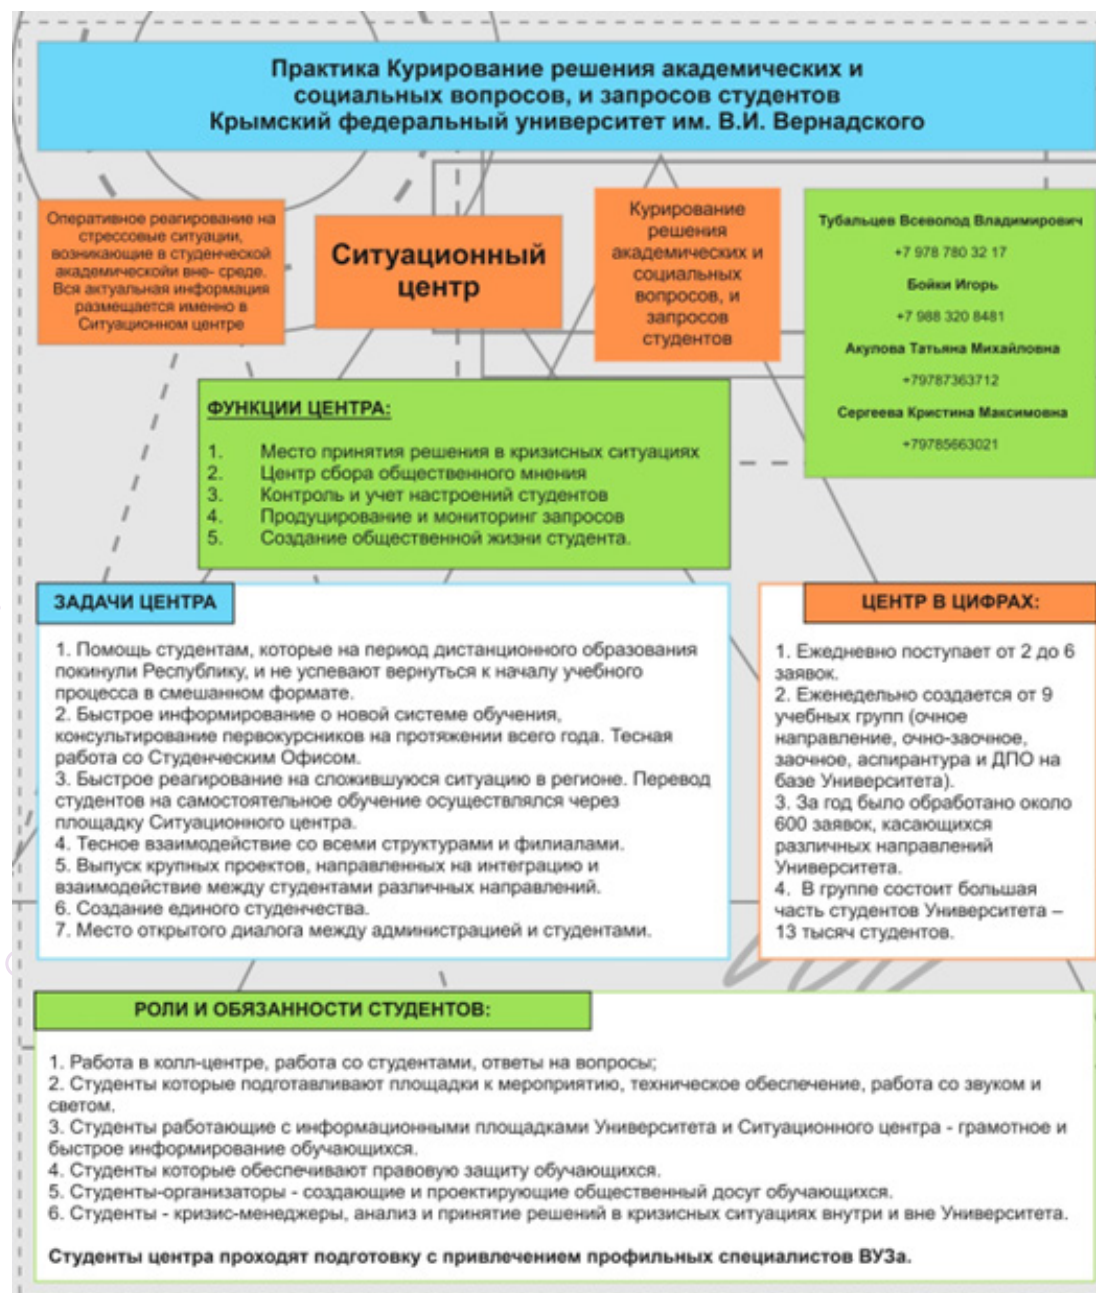 Практика Курирование решения академических и
социальных вопросов, и запросов студентов
Крымский федеральный университет им. В.И. Вернадского
Оперативное реагирование на
стрессовые ситуации,
возникающие в студенческой
академическойи вне- среде.
Вся актуальная информация
размещается именно в
Ситуационном центре
Ситуационный
центр
Курирование
решения
академических и
социальных
вопросов, и
запросов
студентов
Тубальцев Всеволод Владимирович
+7 978 780 32 17
Бойки Игорь
+7 988 320 8481
Акулова Татьяна Михайловна
+79787363712
Сергеева Кристина Максимовна
+79785663021
ФУНКЦИИ ЦЕНТРА:
1. Место принятия решения в кризисных ситуациях
2. Центр сбора общественного мнения
3. Контроль и учет настроений студентов
4. Продуцирование и мониторинг запросов
5. Создание общественной жизни студента.
ЗАДАЧИ ЦЕНТРА
1. Помощь студентам, которые на период дистанционного образования
покинули Республику, и не успевают вернуться к началу учебного
процесса в смешанном формате.
2. Быстрое информирование о новой системе обучения,
консультирование первокурсников на протяжении всего года. Тесная
работа со Студенческим Офисом.
3. Быстрое реагирование на сложившуюся ситуацию в регионе. Перевод
студентов на самостоятельное обучение осуществлялся через
площадку Ситуационного центра.
4. Тесное взаимодействие со всеми структурами и филиалами.
5. Выпуск крупных проектов, направленных на интеграцию и
взаимодействие между студентами различных направлений.
6. Создание единого студенчества.
7. Место открытого диалога между администрацией и студентами.
ЦЕНТР В ЦИФРАХ:
1. Ежедневно поступает от 2 до 6
заявок.
2. Еженедельно создается от 9
учебных групп (очное
направление, очно-заочное,
заочное, аспирантура и ДПО на
базе Университета).
3. За год было обработано около
600 заявок, касающихся
различных направлений
Университета.
4. В группе состоит большая
часть студентов Университета –
13 тысяч студентов.
РОЛИ И ОБЯЗАННОСТИ СТУДЕНТОВ:
1. Работа в колл-центре, работа со студентами, ответы на вопросы;
2. Студенты которые подготавливают площадки к мероприятию, техническое обеспечение, работа со звуком и
светом.
3. Студенты работающие с информационными площадками Университета и Ситуационного центра - грамотное и
быстрое информирование обучающихся.
4. Студенты которые обеспечивают правовую защиту обучающихся.
5. Студенты-организаторы - создающие и проектирующие общественный досуг обучающихся.
6. Студенты - кризис-менеджеры, анализ и принятие решений в кризисных ситуациях внутри и вне Университета.
Студенты центра проходят подготовку с привлечением профильных специалистов ВУЗа.